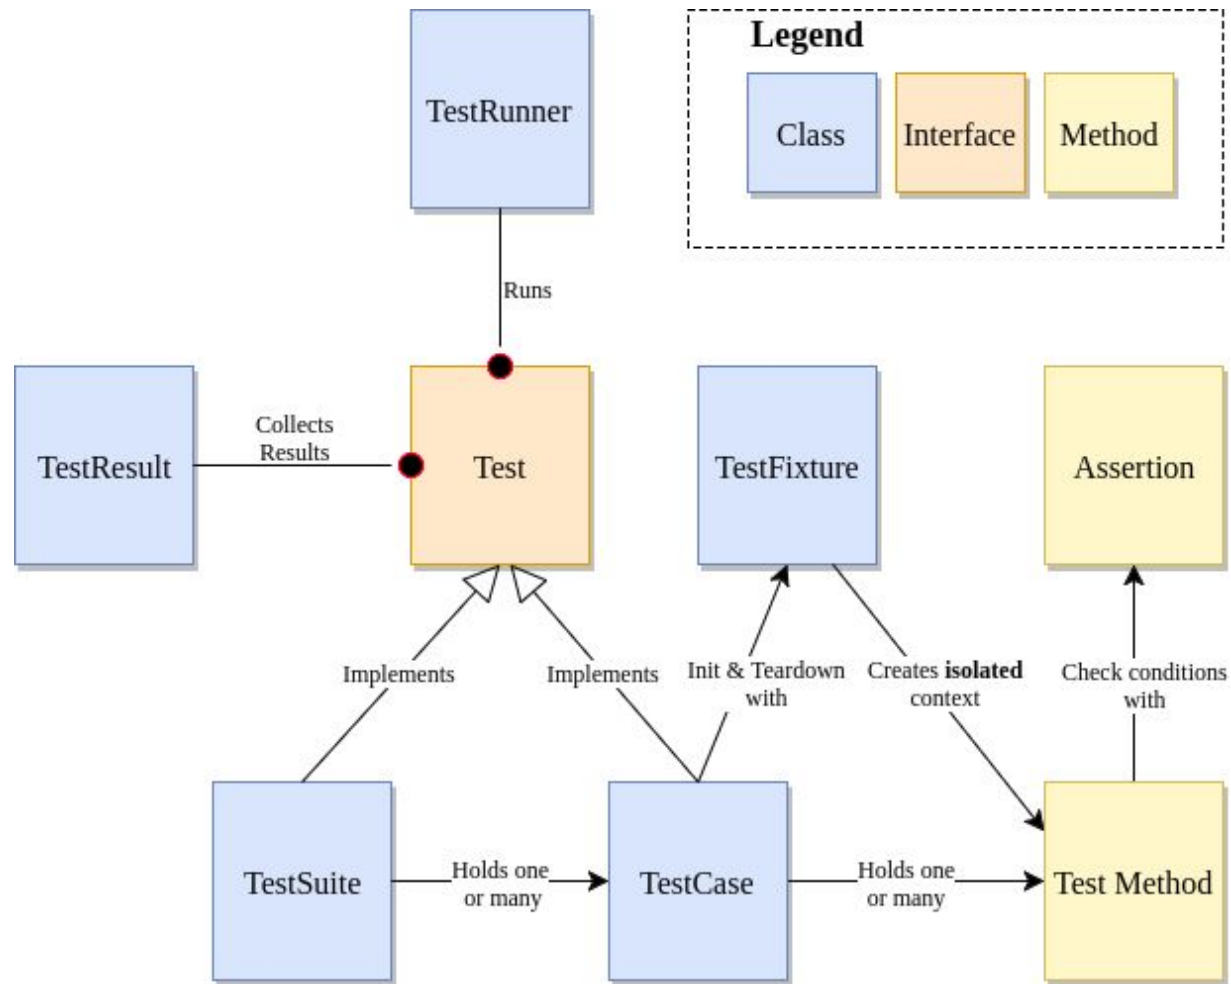 Legend
TestRunner
Class
Interface
Method
Runs
TestResult
Collects
Results
Test
TestFixture
Assertion
Implements
Implements
Init & Teardown
with
Creates isolated
context
Check conditions
with
TestSuite
Holds one
or many
TestCase
Holds one
or many
Test Method